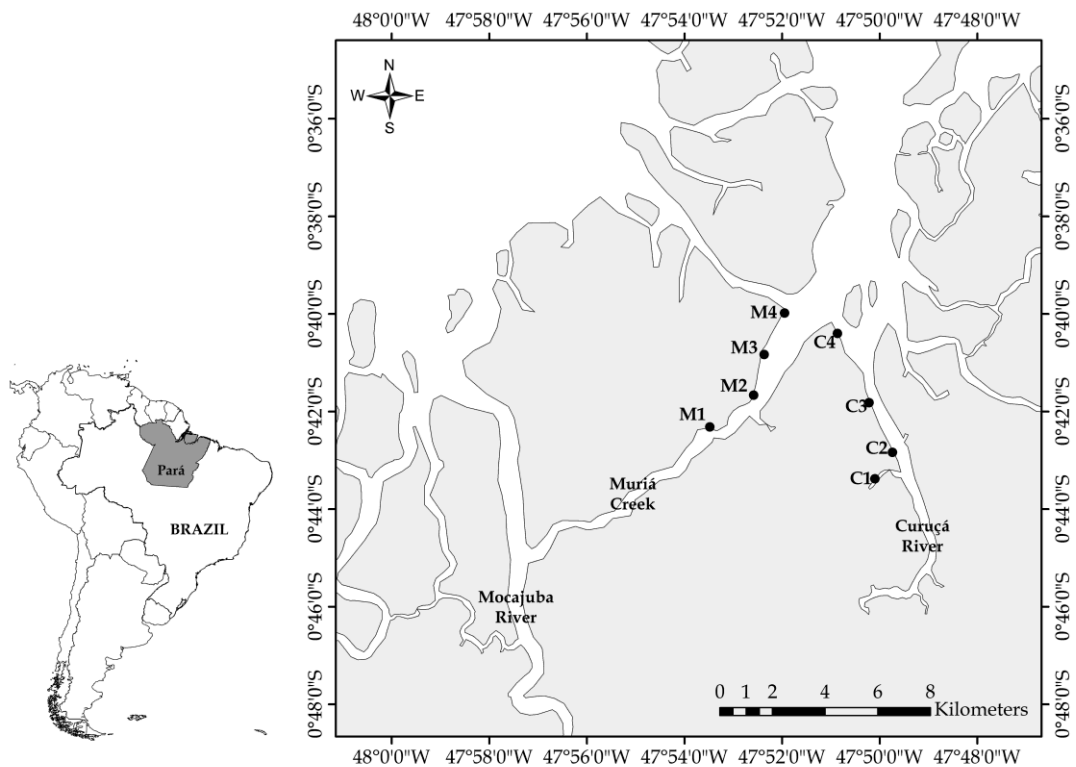 48°0'0"W 47°58'0"W 47°56'0"W 47°54'0"W 47°52'0"W 47°50'0"W 47°48'0"W
N
W E
S
0°36'0"S 0°36'0"S
0°38'0"S 0°38'0"S
0°40'0"S 0°40'0"S
M4
C4
M3
M2
0°42'0"S 0°42'0"S
C3
M1
C2
Pará
C1
Muriá
Creek
0°44'0"S 0°44'0"S
BRAZIL
Curuçá
River
Mocajuba
River
0°46'0"S 0°46'0"S
0°48'0"S 0°48'0"S
0 1 2 4 6 8
Kilometers
48°0'0"W 47°58'0"W 47°56'0"W 47°54'0"W 47°52'0"W 47°50'0"W 47°48'0"W